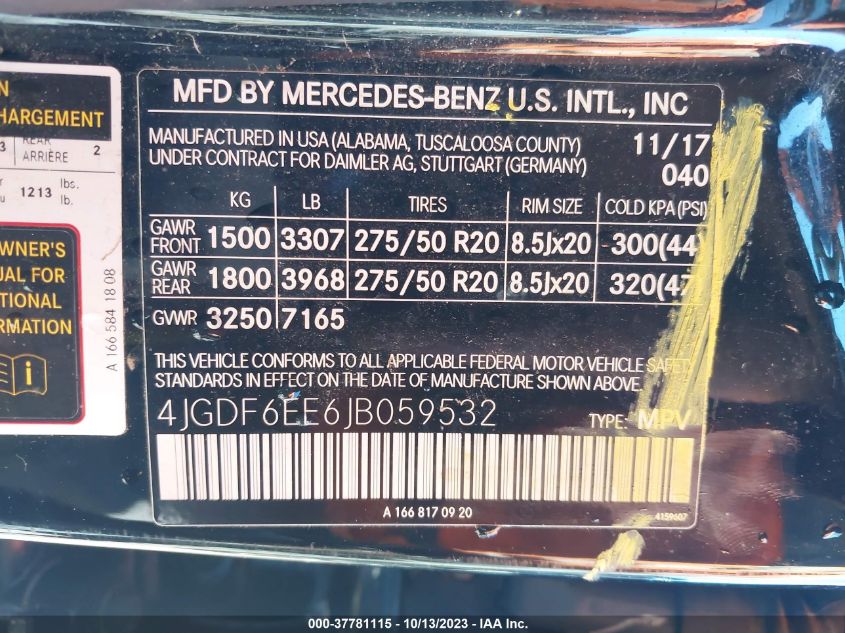 N
HARGEMENT
3 REAR 2
ARRIÈRE
r 1213 lbs.
u lb.
WNER'S
UAL FOR
TIONAL
RMATION
A 166 584 18 08
MFD BY MERCEDES-BENZ U.S. INTL., INC
MANUFACTURED IN USA (ALABAMA, TUSCALOOSA COUNTY) 11/17
UNDER CONTRACT FOR DAIMLER AG, STUTTGART (GERMANY) 040
KG LB TIRES RIM SIZE COLD KPA (PSI)
GAWR FRONT 1500 3307 275/50 R20 8.5Jx20 300(44)
GAWR REAR 1800 3968 275/50 R20 8.5Jx20 320(47
GVWR 3250 7165
THIS VEHICLE CONFORMS TO ALL APPLICABLE FEDERAL MOTOR VEHICLE SAFETY
STANDARDS IN EFFECT ON THE DATE OF MANUFACTURE SHOWN ABOVE.
4JGDF6EE6JB059532 TYPE: MPV
A 166 817 09 20
4159607
000-37781115 - 10/13/2023 - © Copyright IAA, Inc.